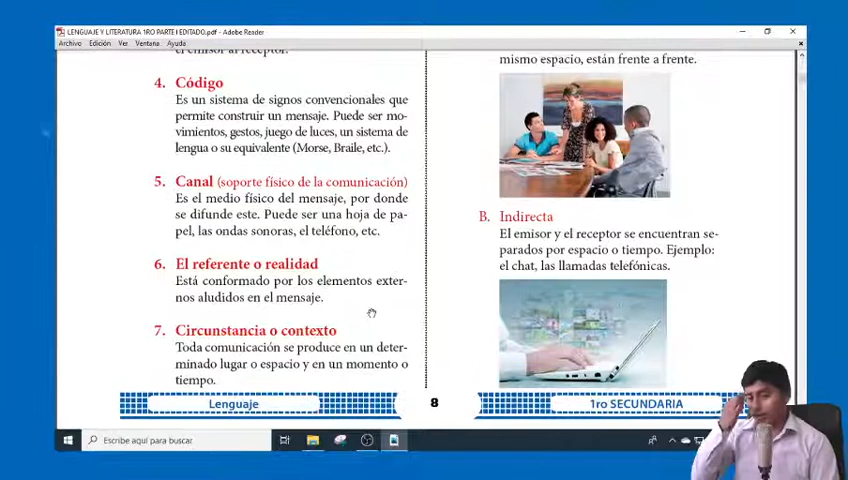 LENGUAJE Y LITERATURA 1RO PARTE I EDITADO.pdf - Adobe Reader
Archivo Edición Ver Ventana Ayuda
el emisor al receptor.
4. Código
Es un sistema de signos convencionales que
permite construir un mensaje. Puede ser mo-
vimientos, gestos, juego de luces, un sistema de
lengua o su equivalente (Morse, Braile, etc.).
5. Canal (soporte físico de la comunicación)
Es el medio físico del mensaje, por donde
se difunde este. Puede ser una hoja de pa-
pel, las ondas sonoras, el teléfono, etc.
6. El referente o realidad
Está conformado por los elementos exter-
nos aludidos en el mensaje.
7. Circunstancia o contexto
Toda comunicación se produce en un deter-
minado lugar o espacio y en un momento o
tiempo.
mismo espacio, están frente a frente.
B. Indirecta
El emisor y el receptor se encuentran se-
parados por espacio o tiempo. Ejemplo:
el chat, las llamadas telefónicas.
Lenguaje
8
1ro SECUNDARIA
Escribe aquí para buscar